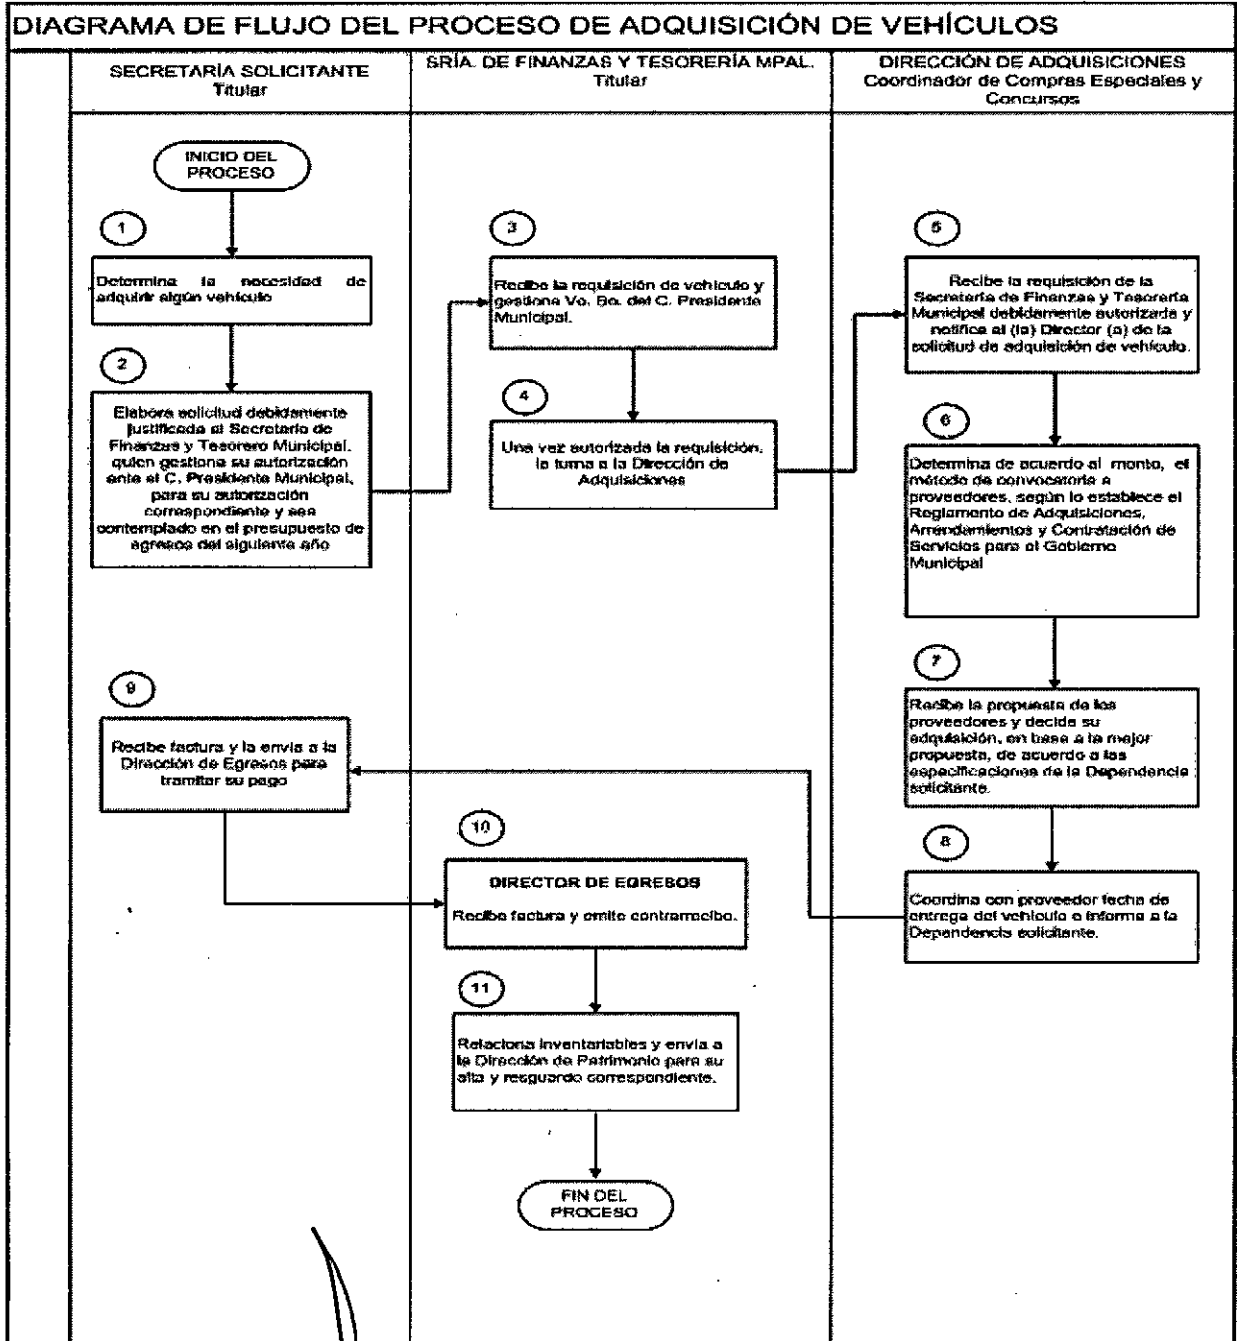 DIAGRAMA DE FLUJO DEL PROCESO DE ADQUISICIÓN DE VEHÍCULOS
SECRETARÍA SOLICITANTE
Titular
SRÍA. DE FINANZAS Y TESORERÍA MPAL.
Titular
DIRECCIÓN DE ADQUISICIONES
Coordinador de Compras Especiales y
Concursos
INICIO DEL
PROCESO
1
Determina la necesidad de
adquirir algún vehículo
2
Elabora solicitud debidamente
justificada al Secretario de
Finanzas y Tesorero Municipal,
quien gestiona su autorización
ante el C. Presidente Municipal,
para su autorización
correspondiente y sea
contemplado en el presupuesto de
egresos del siguiente año
3
Recibe la requisición de vehículo y
gestiona Vo. Bo. del C. Presidente
Municipal.
4
Una vez autorizada la requisición,
la turna a la Dirección de
Adquisiciones
5
Recibe la requisición de la
Secretaría de Finanzas y Tesorería
Municipal debidamente autorizada y
notifica al (la) Director (a) de la
solicitud de adquisición de vehículo.
6
Determina de acuerdo al monto, el
método de convocatoria a
proveedores, según lo establece el
Reglamento de Adquisiciones,
Arrendamientos y Contratación de
Servicios para el Gobierno
Municipal
7
Recibe la propuesta de los
proveedores y decide su
adquisición, en base a la mejor
propuesta, de acuerdo a las
especificaciones de la Dependencia
solicitante.
8
Coordina con proveedor fecha de
entrega del vehículo e informa a la
Dependencia solicitante.
9
Recibe factura y la envía a la
Dirección de Egresos para
tramitar su pago
10
DIRECTOR DE EGRESOS
Recibe factura y emite contrarrecibo.
11
Relaciona inventariables y envía a
la Dirección de Patrimonio para su
alta y resguardo correspondiente.
FIN DEL
PROCESO